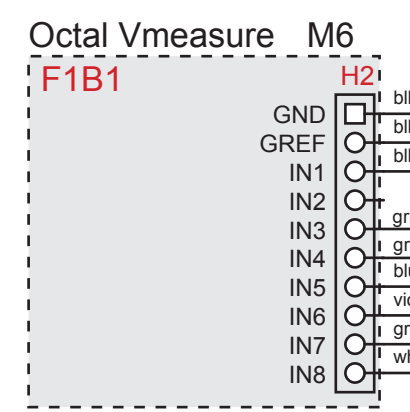 Octal Vmeasure M6
F1B1 H2
GND
GREF
IN1
IN2
IN3
IN4
IN5
IN6
IN7
IN8